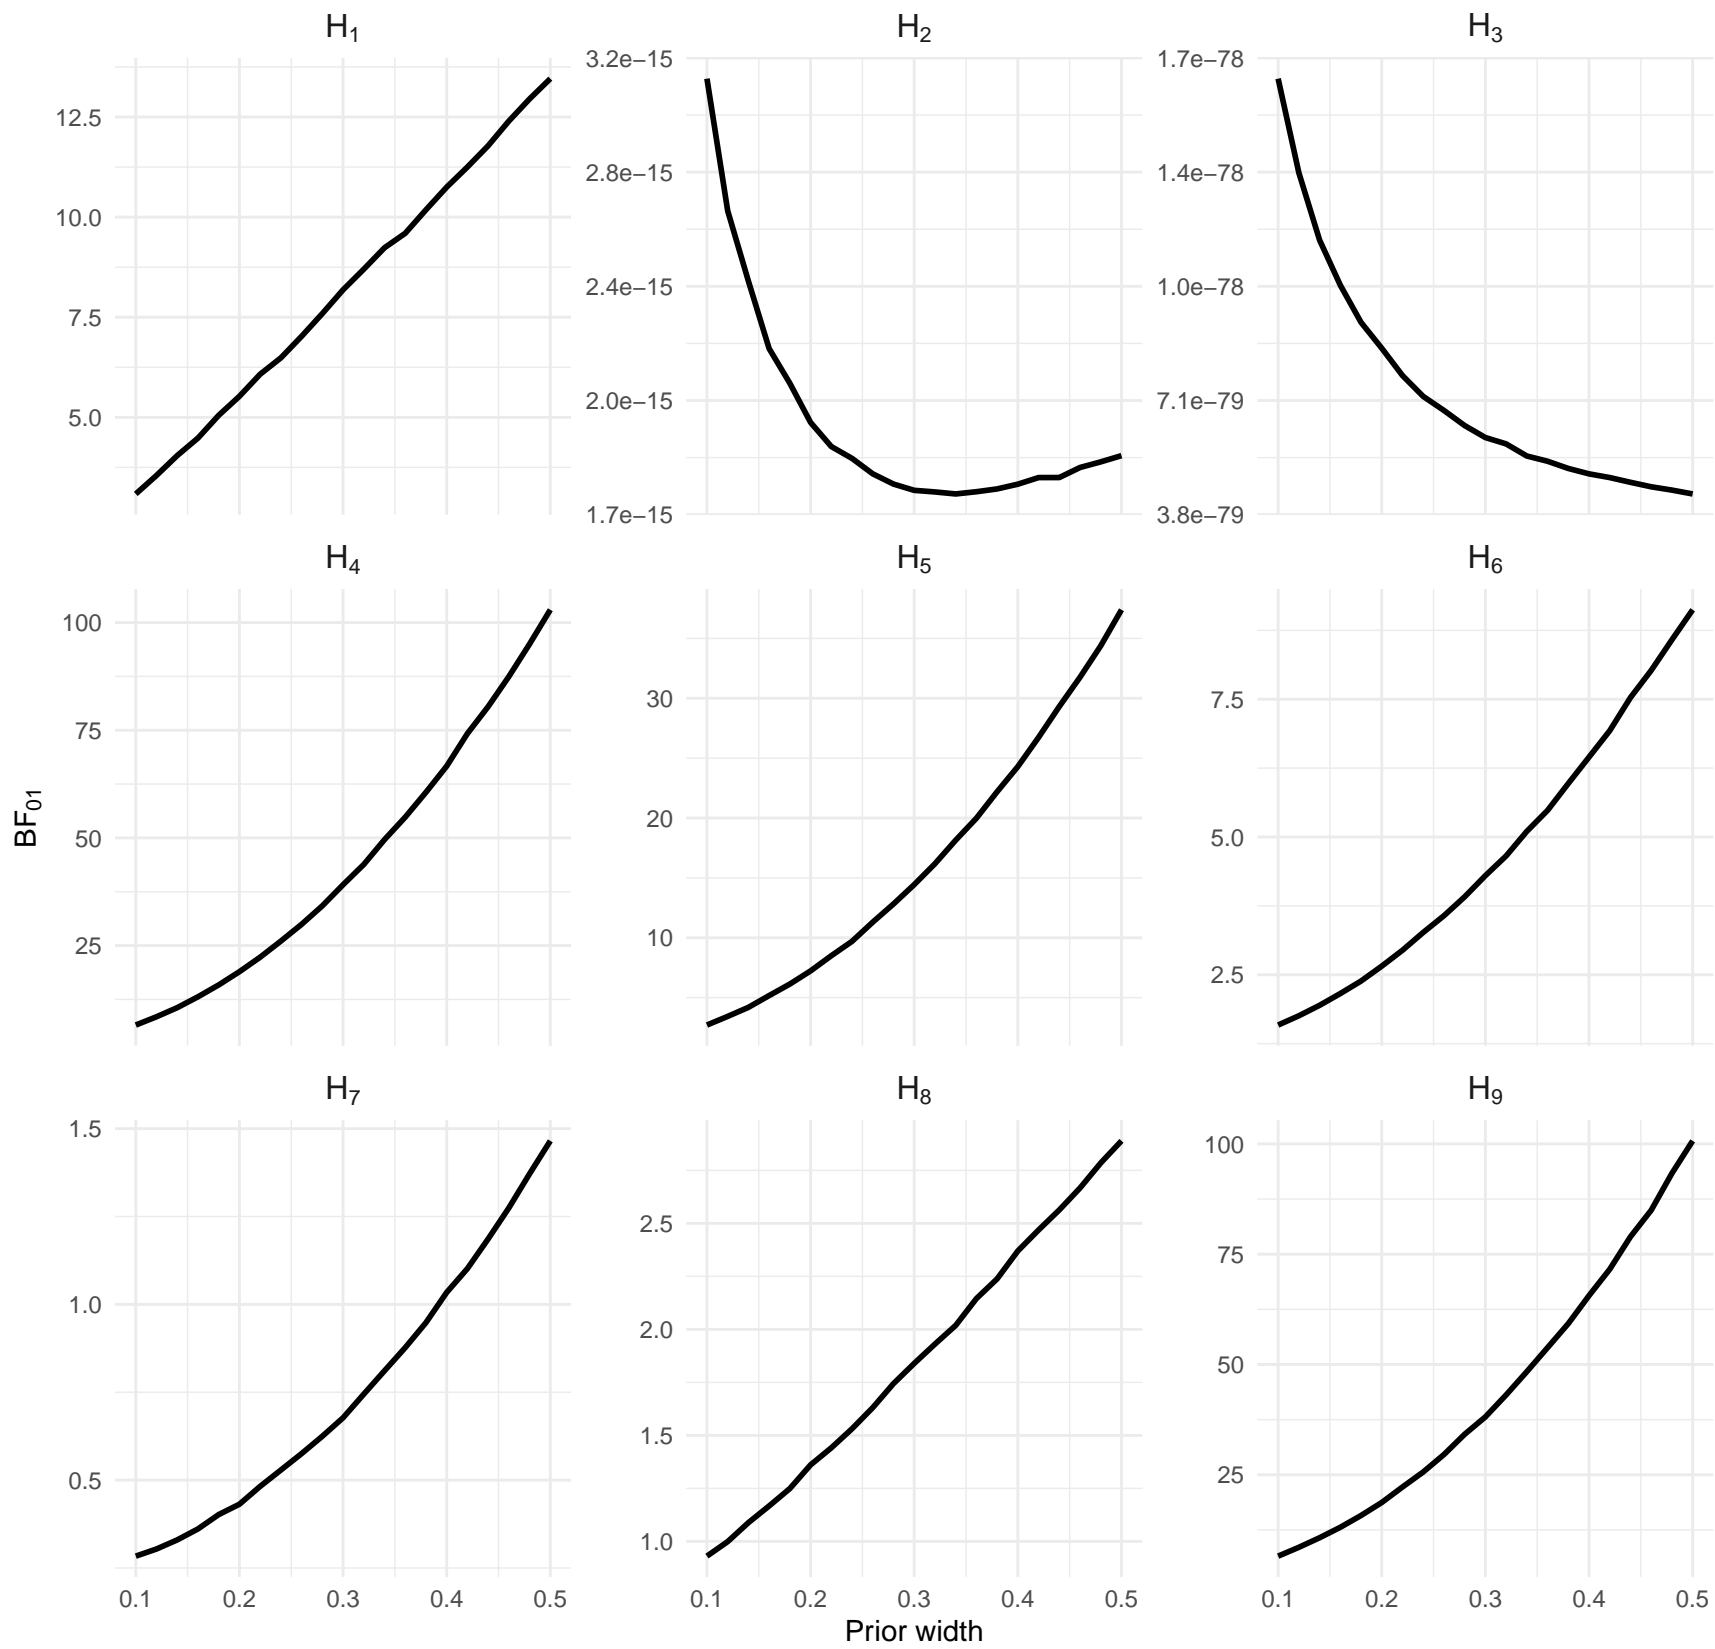 H₁ H₂ H₃
3.2e−15 1.7e−78
12.5
2.8e−15 1.4e−78
10.0
2.4e−15 1.0e−78
7.5
2.0e−15 7.1e−79
5.0
1.7e−15 3.8e−79
H₄ H₅ H₆
100
30 7.5
75
50 20 5.0
25 10 2.5
BF₀₁
H₇ H₈ H₉
1.5 100
2.5 75
1.0 2.0 50
1.5 25
0.5
1.0
0.1 0.2 0.3 0.4 0.5 0.1 0.2 0.3 0.4 0.5 0.1 0.2 0.3 0.4 0.5
Prior width